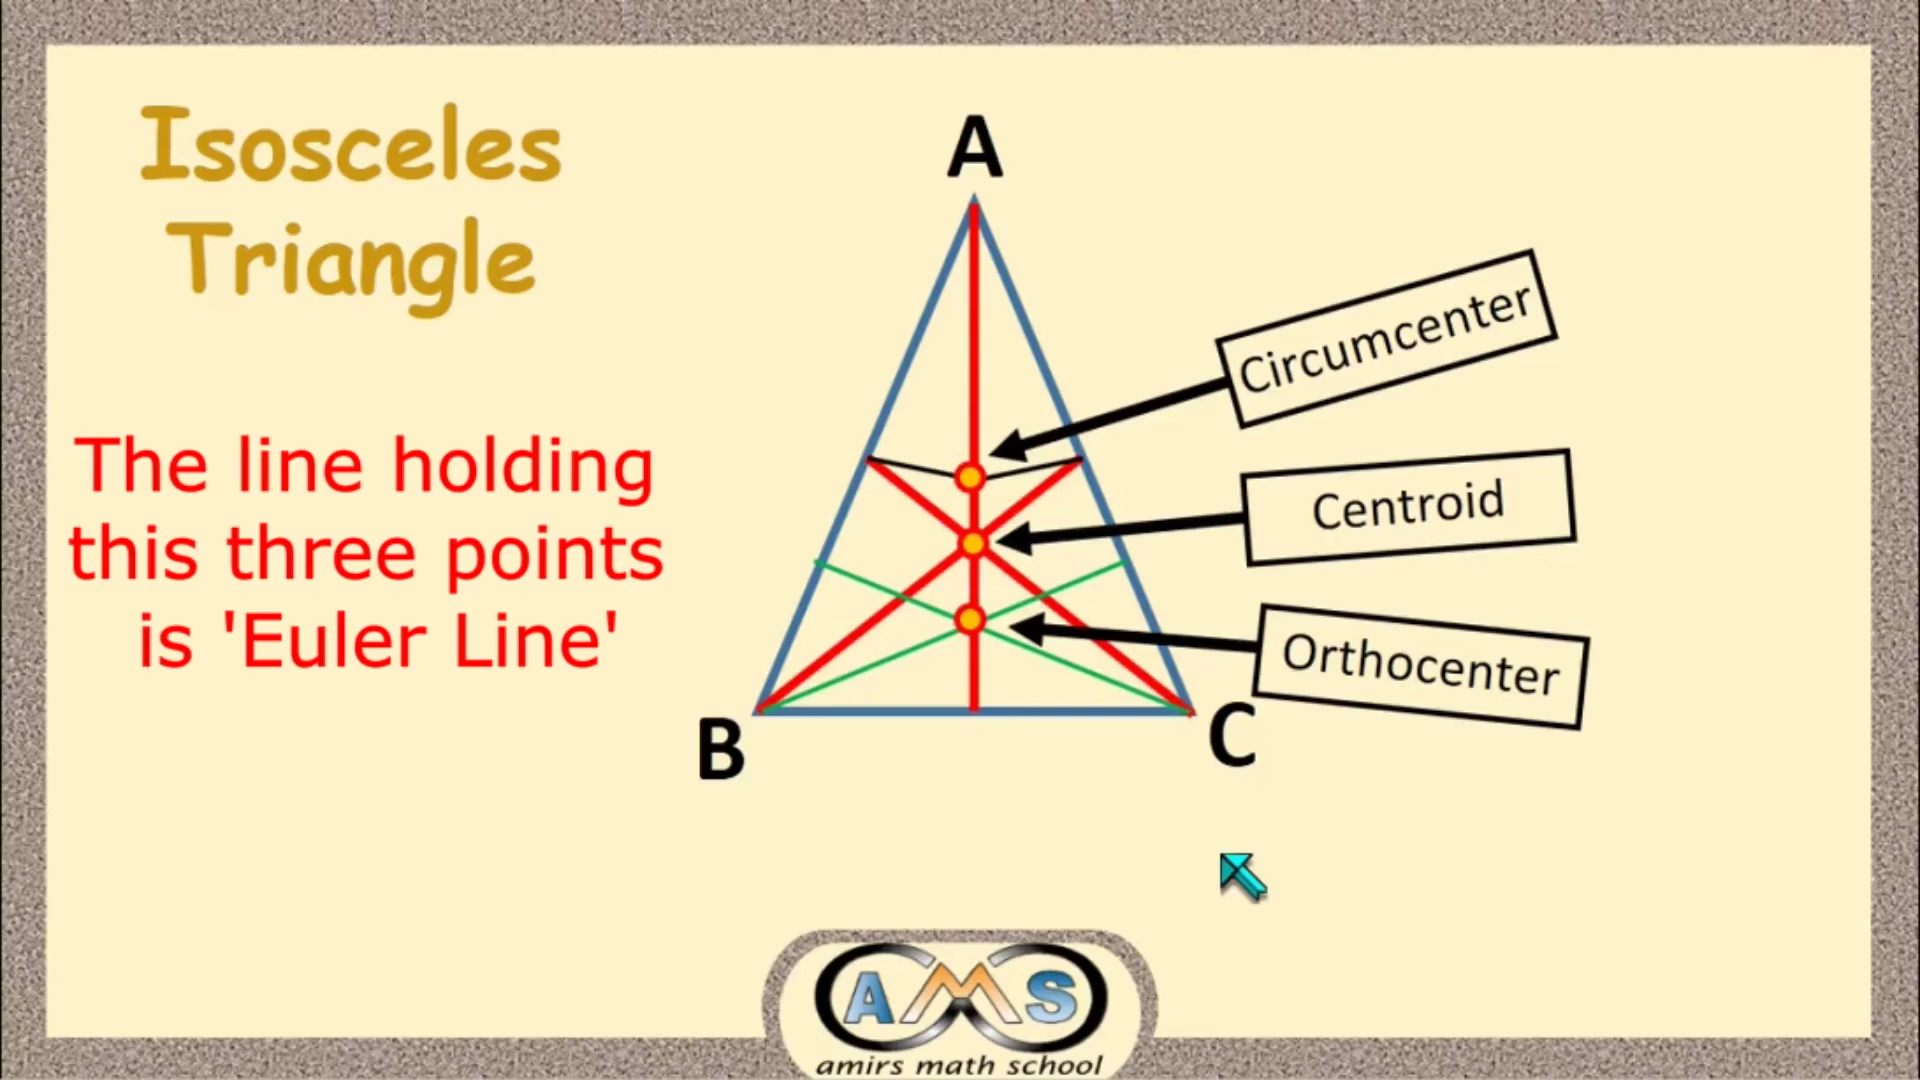 Isosceles
Triangle
The line holding
this three points
is 'Euler Line'
A
Circumcenter
Centroid
Orthocenter
B
C
AMS
amirs math school